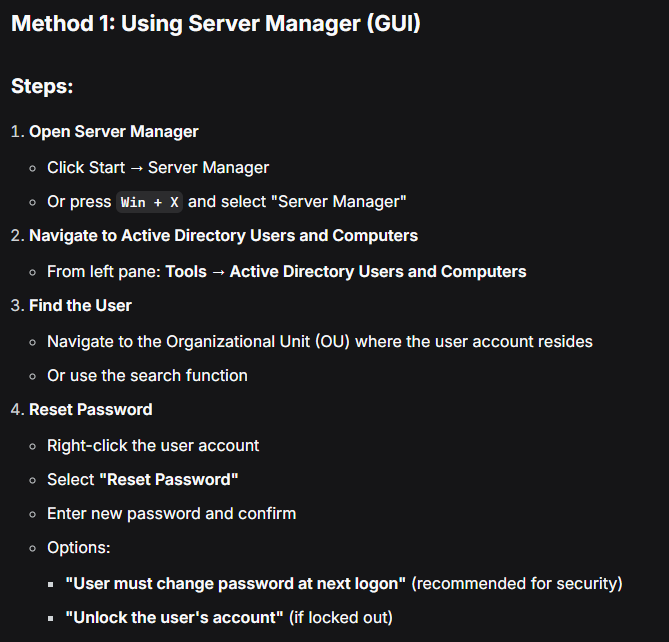 Method 1: Using Server Manager (GUI)
Steps:
1. Open Server Manager
Click Start → Server Manager
Or press Win + X and select "Server Manager"
2. Navigate to Active Directory Users and Computers
From left pane: Tools → Active Directory Users and Computers
3. Find the User
Navigate to the Organizational Unit (OU) where the user account resides
Or use the search function
4. Reset Password
Right-click the user account
Select "Reset Password"
Enter new password and confirm
Options:
"User must change password at next logon" (recommended for security)
"Unlock the user's account" (if locked out)